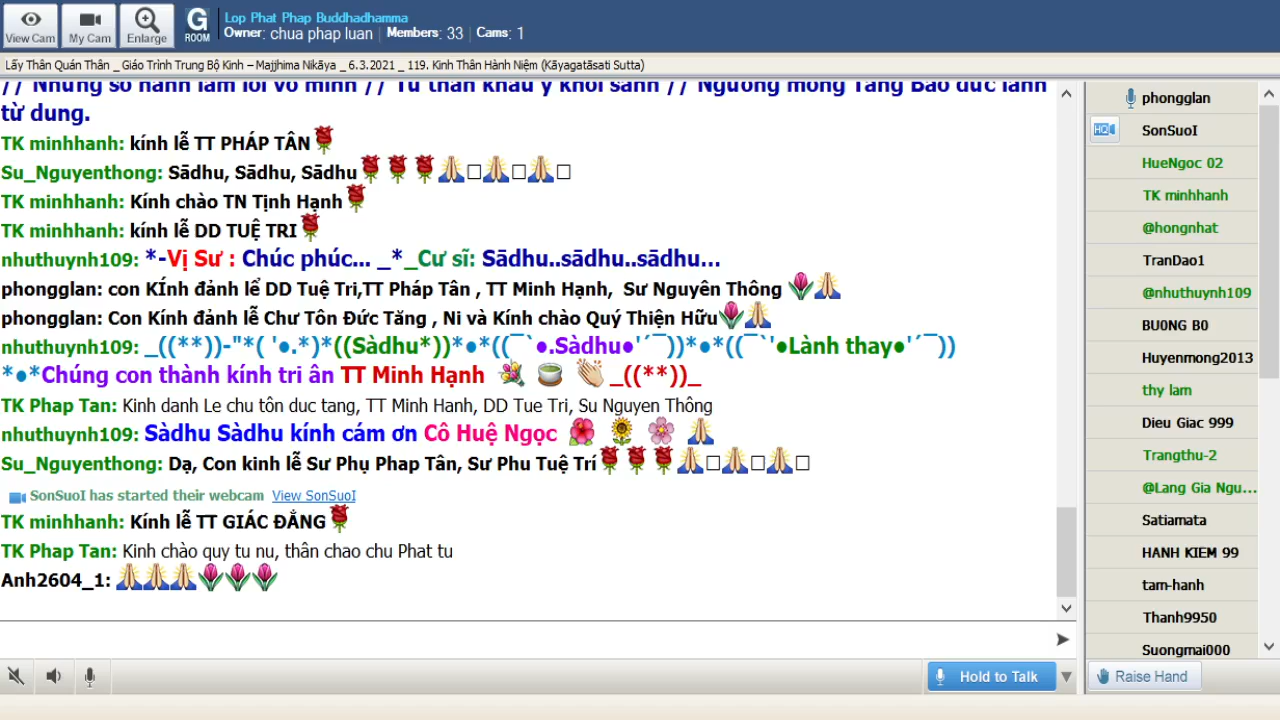 View Cam
My Cam
Enlarge
G
ROOM
Lop Phat Phap Buddhadhamma
Owner: chua phap luan | Members: 33 | Cams: 1
Lấy Thân Quán Thân _ Giáo Trình Trung Bộ Kinh – Majjhima Nikāya _ 6.3.2021 _ 119. Kinh Thân Hành Niệm (Kāyagatāsati Sutta)
từ dung.
TK minhhanh: kính lễ TT PHÁP TÂN🌹
Su_Nguyenthong: Sādhu, Sādhu, Sādhu🌹🌹🌹🙏□🙏□🙏□
TK minhhanh: Kính chào TN Tịnh Hạnh🌹
TK minhhanh: kính lễ DD TUỆ TRI🌹
nhuthuynh109: *-Vị Sư : Chúc phúc... _*_Cư sĩ: Sādhu..sādhu..sādhu...
phongglan: con KÍnh đảnh lể DD Tuệ Tri,TT Pháp Tân , TT Minh Hạnh,  Sư Nguyên Thông 🌷🙏
phongglan: Con Kính đảnh lễ Chư Tôn Đức Tăng , Ni và Kính chào Quý Thiện Hữu🌷🙏
nhuthuynh109: _((**))-"*( '●.*)*((Sàdhu*))*●*((¯`●.Sàdhu●'´¯))*●*((¯`'●Lành thay●'´¯))
*●*Chúng con thành kính tri ân TT Minh Hạnh 💐 🍵 👏 _((**))_
TK Phap Tan: Kinh danh Le chu tôn duc tang, TT Minh Hanh, DD Tue Tri, Su Nguyen Thông
nhuthuynh109: Sàdhu Sàdhu kính cám ơn Cô Huệ Ngọc 🌺 🌻 🌸 🙏
Su_Nguyenthong: Dạ, Con kinh lễ Sư Phụ Phap Tân, Sư Phu Tuệ Trí🌹🌹🌹🙏□🙏□🙏□
SonSuoI has started their webcam View SonSuoI
TK minhhanh: Kính lễ TT GIÁC ĐẲNG🌹
TK Phap Tan: Kinh chào quy tu nu, thân chao chu Phat tu
Anh2604_1: 🙏🙏🙏🌷🌷🌷
Hold to Talk
phongglan
HQ
SonSuoI
HueNgoc 02
TK minhhanh
@hongnhat
TranDao1
@nhuthuynh109
BU0NG B0
Huyenmong2013
thy lam
Dieu Giac 999
Trangthu-2
@Lang Gia Ngu...
Satiamata
HANH KIEM 99
tam-hanh
Thanh9950
Suongmai000
Raise Hand